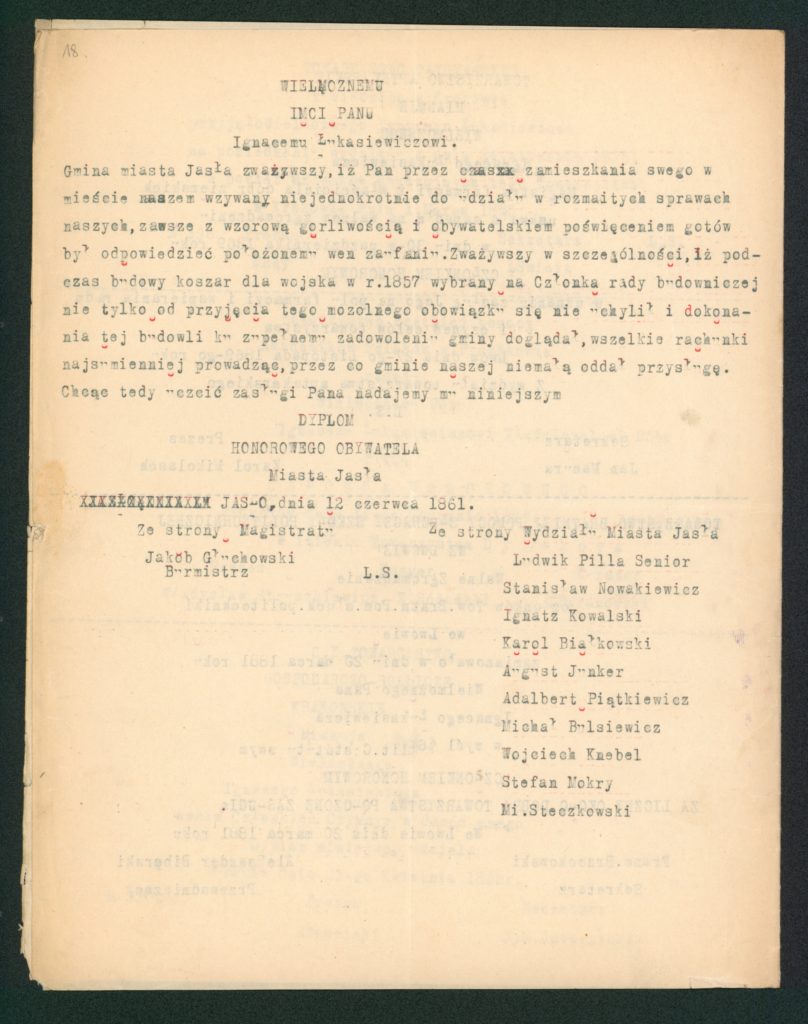 18.
WIELMOZNEMU
IMCI PANU
Ignacemu Łukasiewiczowi.
Gmina miasta Jasła zważywszy,iż Pan przez czas zamieszkania swego w
mieście naszem wzywany niejednokrotnie do udziału w rozmaitych sprawach
naszych,zawsze z wzorową gorliwością i obywatelskiem poświęceniem gotów
był odpowiedzieć położonemu weń zaufaniu.Zważywszy w szczególności,iż pod-
czas budowy koszar dla wojska w r.1857 wybrany na Członka rady budowniczej
nie tylko od przyjęcia tego mozolnego obowiązku się nie uchylił i dokona-
nia tej budowli ku zupełnemu zadowoleniu gminy doglądał,wszelkie rachunki
najsumienniej prowadząc,przez co gminie naszej niemałą oddał przysługę.
Chcąc tedy uczcić zasługi Pana nadajemy mu niniejszym
DYPLOM
HONOROWEGO OBYWATELA
Miasta Jasła
JAS-O,dnia 12 czerwca 1861.
Ze strony Magistratu
Jakób Głuchowski
Burmistrz
L.S.
Ze strony Wydziału Miasta Jasła
Ludwik Pilla Senior
Stanisław Nowakiewicz
Ignatz Kowalski
Karol Białkowski
August Junker
Adalbert Piątkiewicz
Michał Bulsiewicz
Wojciech Knebel
Stefan Mokry
Mi.Steczkowski